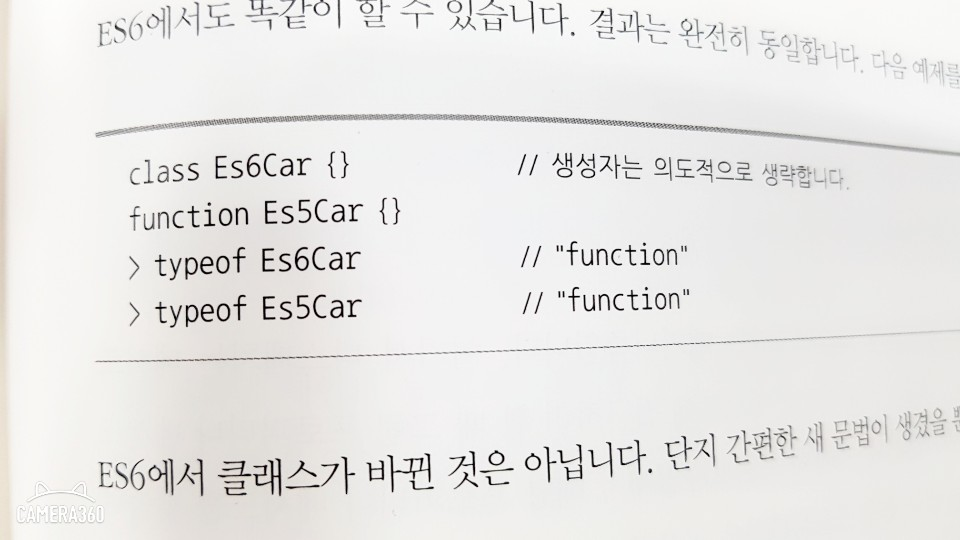 ES6에서도 똑같이 할 수 있습니다. 결과는 완전히 동일합니다. 다음 예제를
class Es6Car {} // 생성자는 의도적으로 생략합니다.
function Es5Car {}
> typeof Es6Car // "function"
> typeof Es5Car // "function"
ES6에서 클래스가 바뀐 것은 아닙니다. 단지 간편한 새 문법이 생겼을
CAMERA360